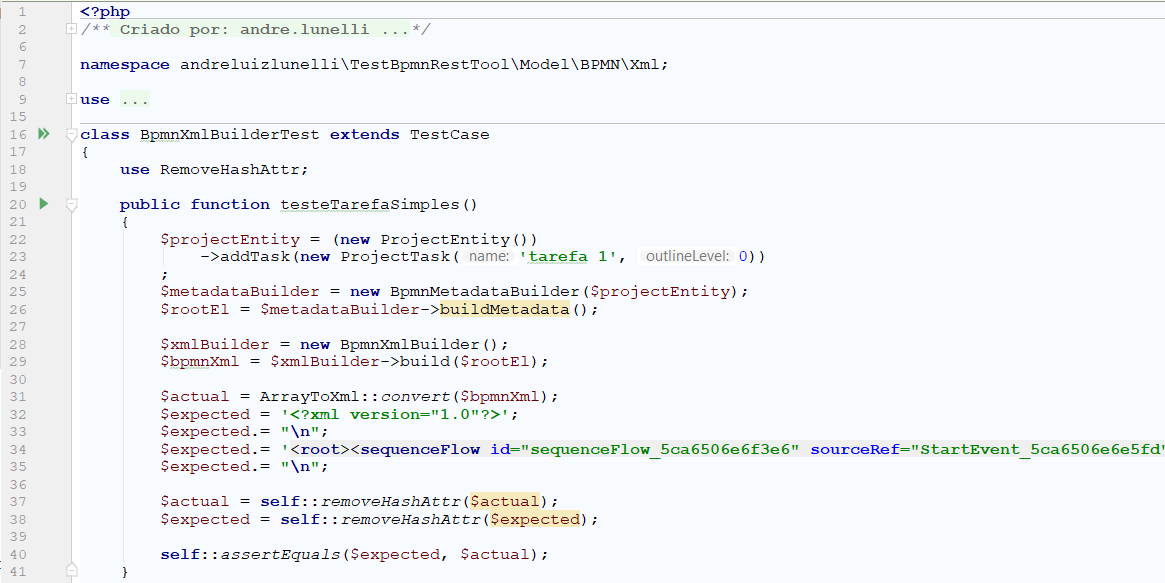 1 <?php
2 /** Criado por: andre.lunelli ...*/
6
7 namespace andreluizlunelli\TestBpmnRestTool\Model\BPMN\Xml;
8
9 use ...
15
16 class BpmnXmlBuilderTest extends TestCase
17 {
18 use RemoveHashAttr;
19
20 public function testeTarefaSimples()
21 {
22 $projectEntity = (new ProjectEntity())
23 ->addTask(new ProjectTask( name: 'tarefa 1', outlineLevel: 0))
24 ;
25 $metadataBuilder = new BpmnMetadataBuilder($projectEntity);
26 $rootEl = $metadataBuilder->buildMetadata();
27
28 $xmlBuilder = new BpmnXmlBuilder();
29 $bpmnXml = $xmlBuilder->build($rootEl);
30
31 $actual = ArrayToXml::convert($bpmnXml);
32 $expected = '<?xml version="1.0"?>';
33 $expected.= "\n";
34 $expected.= '<root><sequenceFlow id="sequenceFlow_5ca6506e6f3e6" sourceRef="StartEvent_5ca6506e6e5fd"
35 $expected.= "\n";
36
37 $actual = self::removeHashAttr($actual);
38 $expected = self::removeHashAttr($expected);
39
40 self::assertEquals($expected, $actual);
41 }